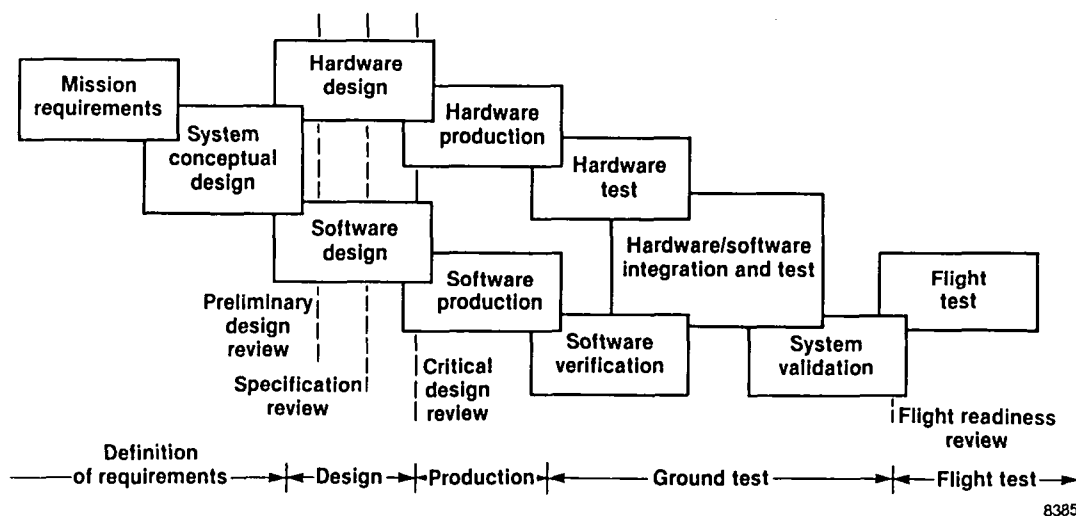 Mission
requirements
System
conceptual
design
Hardware
design
Software
design
Hardware
production
Software
production
Hardware
test
Software
verification
Hardware/software
integration and test
System
validation
Flight
test
Preliminary
design
review
Specification
review
Critical
design
review
Flight readiness
review
Definition
of requirements
Design
Production
Ground test
Flight test
8385